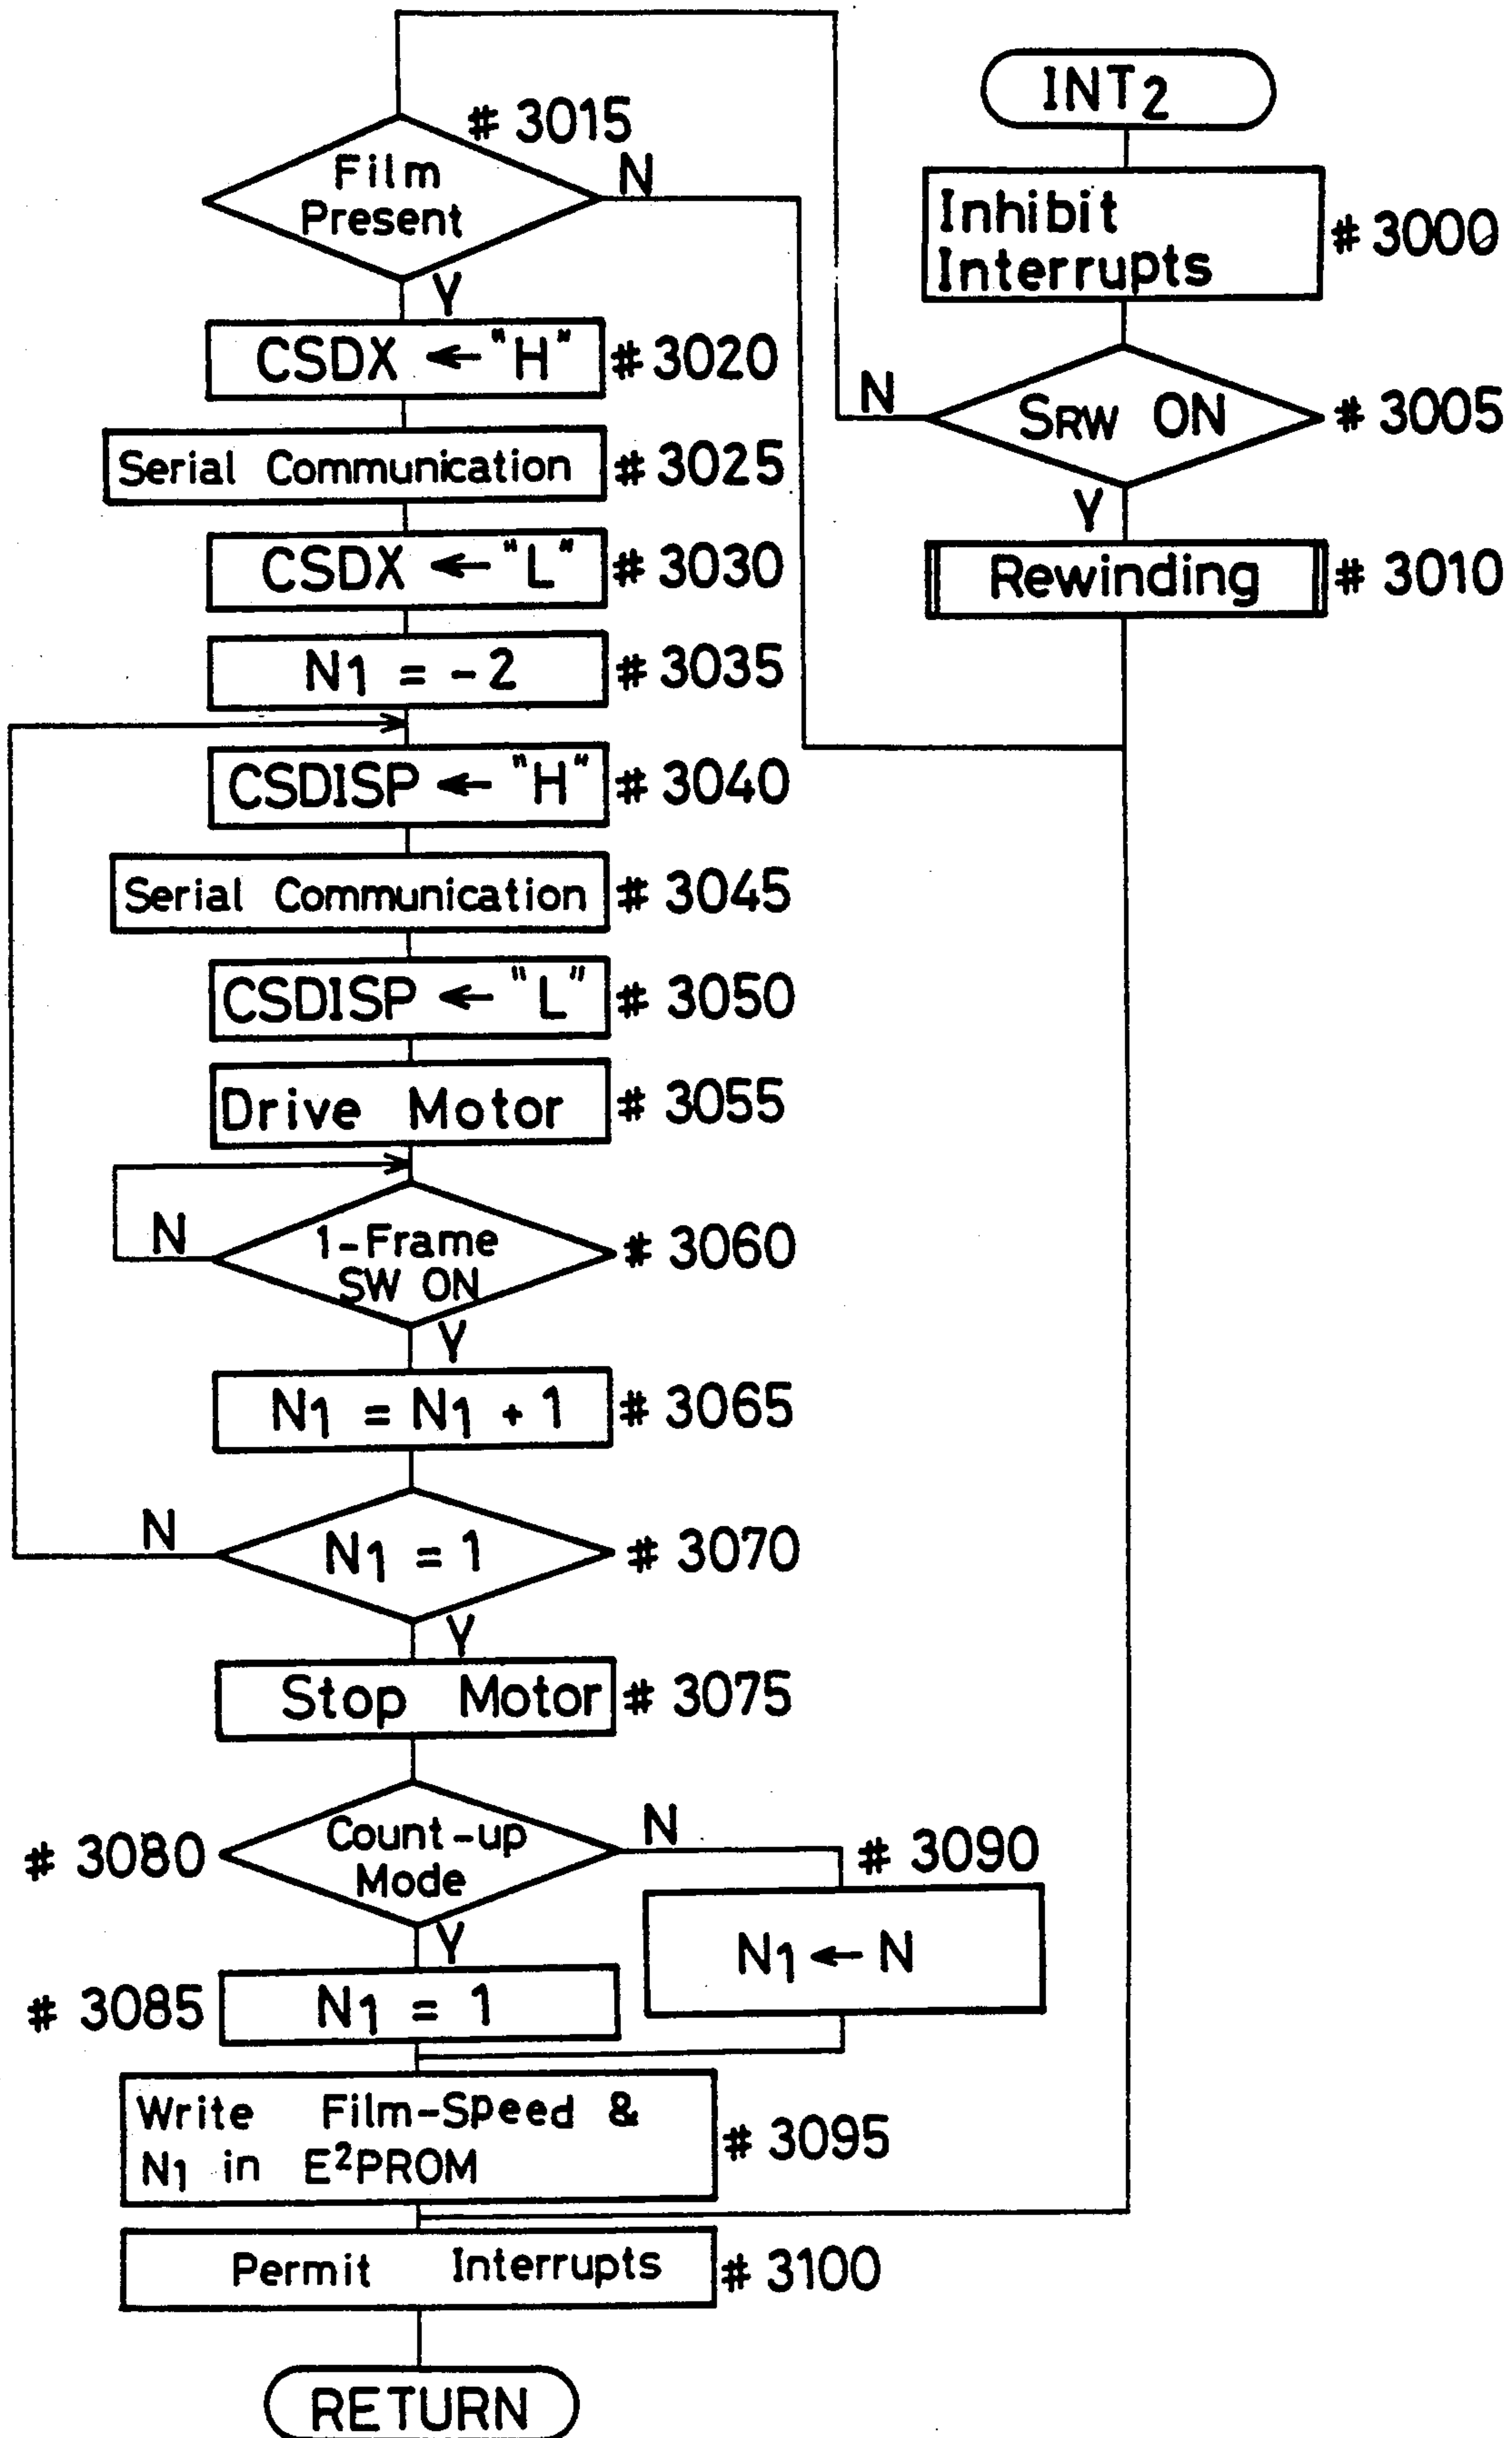 INT2
Inhibit
Interrupts
# 3000
N
SRW ON
# 3005
Y
Rewinding
# 3010
# 3015
Film
Present
N
Y
CSDX ← "H"
# 3020
Serial Communication
# 3025
CSDX ← "L"
# 3030
N1 = -2
# 3035
CSDISP ← "H"
# 3040
Serial Communication
# 3045
CSDISP ← "L"
# 3050
Drive Motor
# 3055
N
1-Frame
SW ON
# 3060
Y
N1 = N1 + 1
# 3065
N
N1 = 1
# 3070
Y
Stop Motor
# 3075
# 3080
Count-up
Mode
N
# 3090
N1 ← N
Y
# 3085
N1 = 1
Write Film-Speed &
N1 in E²PROM
# 3095
Permit Interrupts
# 3100
RETURN